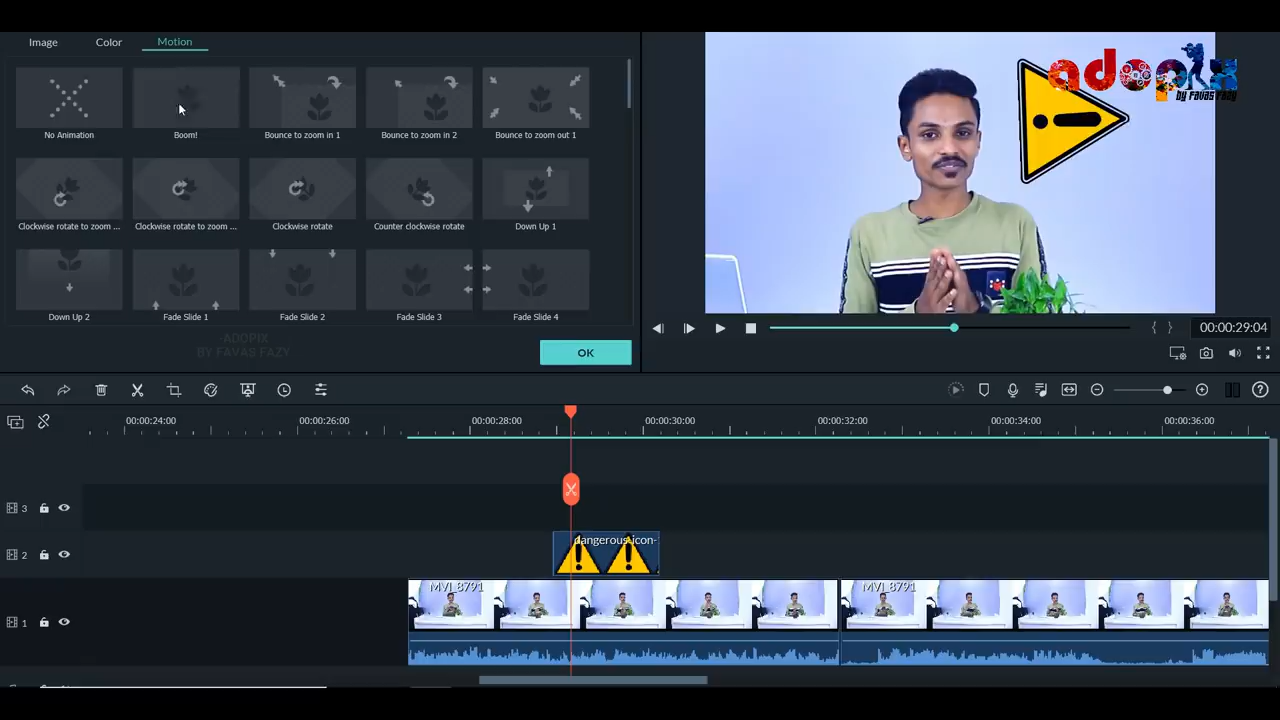 Image Color Motion
adopix
BY FAVAS FAZY
No Animation Boom! Bounce to zoom in 1 Bounce to zoom in 2 Bounce to zoom out 1
Clockwise rotate to zoom ... Clockwise rotate to zoom ... Clockwise rotate Counter clockwise rotate Down Up 1
Down Up 2 Fade Slide 1 Fade Slide 2 Fade Slide 3 Fade Slide 4
ADOPIX
BY FAVAS FAZY
OK
{ } 00:00:29:04
00:00:24:00 00:00:26:00 00:00:28:00 00:00:30:00 00:00:32:00 00:00:34:00 00:00:36:00
3
2 dangerous-icon-
MVI_8791 MVI_8791
1